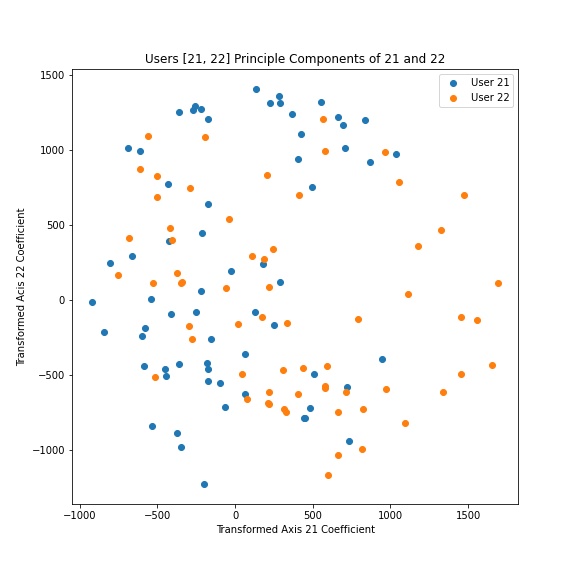 Users [21, 22] Principle Components of 21 and 22
User 21
User 22
Transformed Acis 22 Coefficient
1500
1000
500
0
−500
−1000
−1000
−500
0
500
1000
1500
Transformed Axis 21 Coefficient